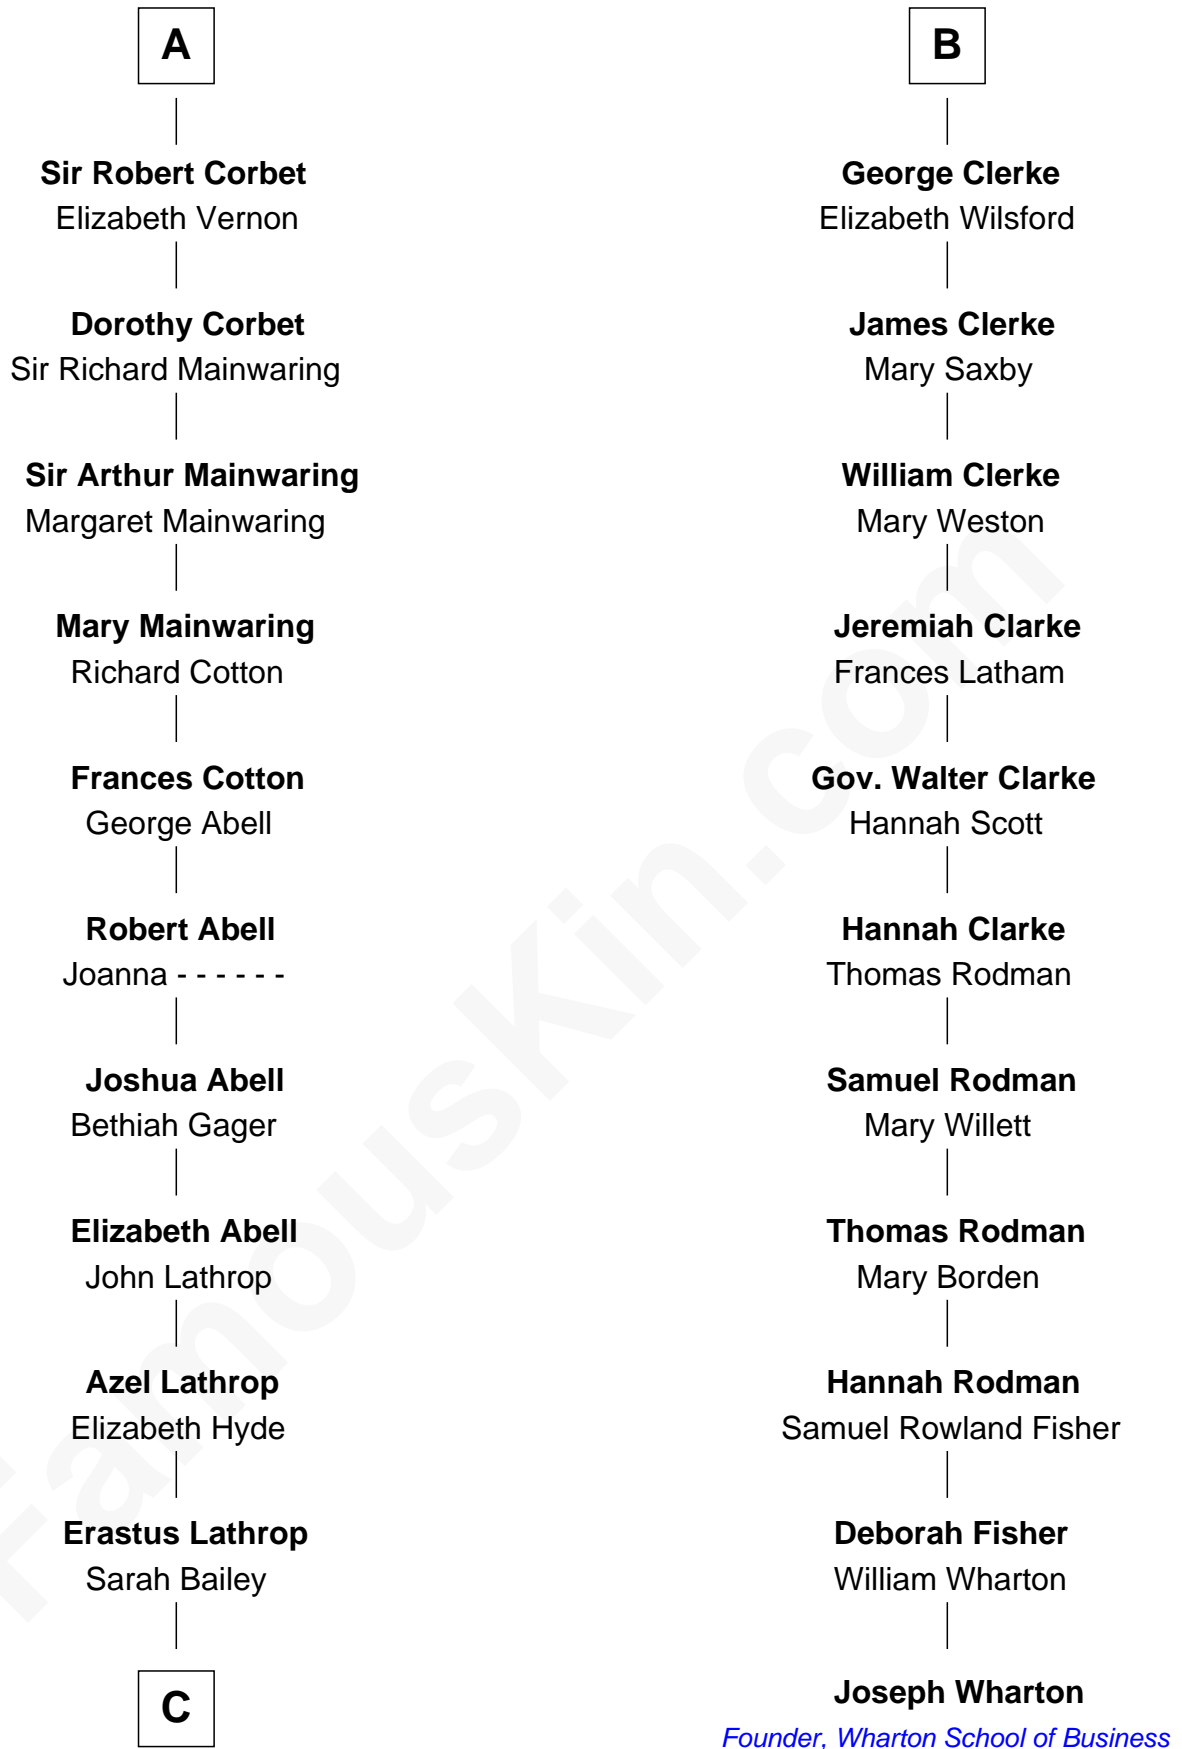 A
Sir Robert Corbet
Elizabeth Vernon
Dorothy Corbet
Sir Richard Mainwaring
Sir Arthur Mainwaring
Margaret Mainwaring
Mary Mainwaring
Richard Cotton
Frances Cotton
George Abell
Robert Abell
Joanna - - - - - -
Joshua Abell
Bethiah Gager
Elizabeth Abell
John Lathrop
Azel Lathrop
Elizabeth Hyde
Erastus Lathrop
Sarah Bailey
C
B
George Clerke
Elizabeth Wilsford
James Clerke
Mary Saxby
William Clerke
Mary Weston
Jeremiah Clarke
Frances Latham
Gov. Walter Clarke
Hannah Scott
Hannah Clarke
Thomas Rodman
Samuel Rodman
Mary Willett
Thomas Rodman
Mary Borden
Hannah Rodman
Samuel Rowland Fisher
Deborah Fisher
William Wharton
Joseph Wharton
Founder, Wharton School of Business
FamousKin.com